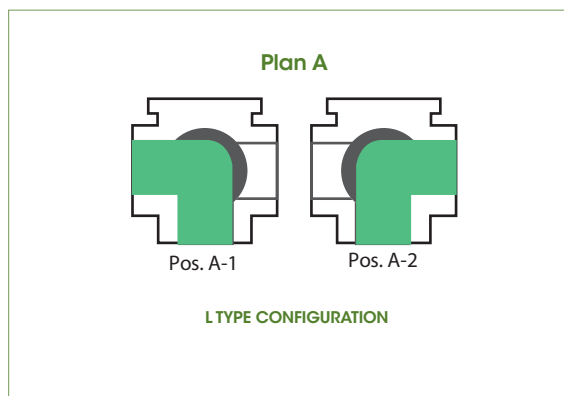 Plan A
Pos. A-1
Pos. A-2
L TYPE CONFIGURATION